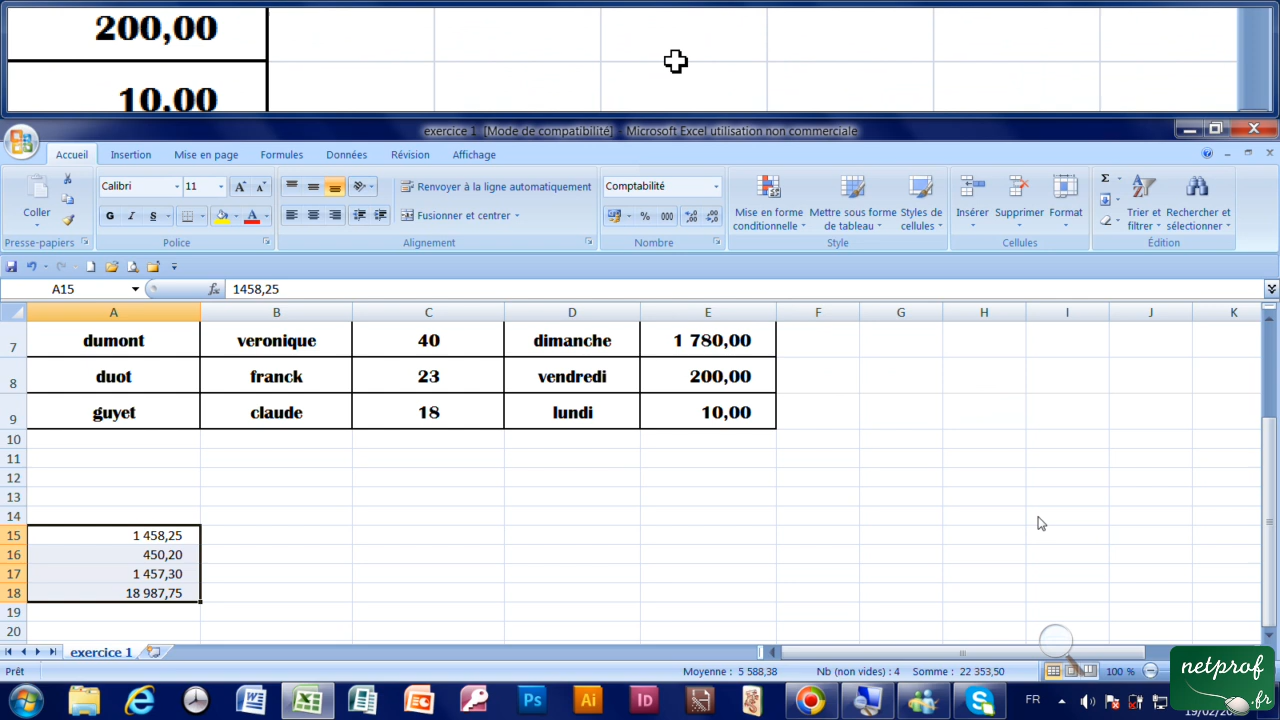 200,00
10,00
exercice 1 [Mode de compatibilité] - Microsoft Excel utilisation non commerciale
Accueil Insertion Mise en page Formules Données Révision Affichage
Calibri 11 Renvoyer à la ligne automatiquement Comptabilité
Coller G I S A Fusionner et centrer % 000 Mise en forme conditionnelle Mettre sous forme de tableau Styles de cellules Insérer Supprimer Format Σ Trier et filtrer Rechercher et sélectionner
Presse-papiers Police Alignement Nombre Style Cellules Édition
A15 fx 1458,25
A B C D E F G H I J K
7 dumont veronique 40 dimanche 1 780,00
8 duot franck 23 vendredi 200,00
9 guyet claude 18 lundi 10,00
10
11
12
13
14
15 1 458,25
16 450,20
17 1 457,30
18 18 987,75
19
20
exercice 1
Prêt Moyenne : 5 588,38 Nb (non vides) : 4 Somme : 22 353,50 100 %
Ps Ai ID FR
netprof
.fr